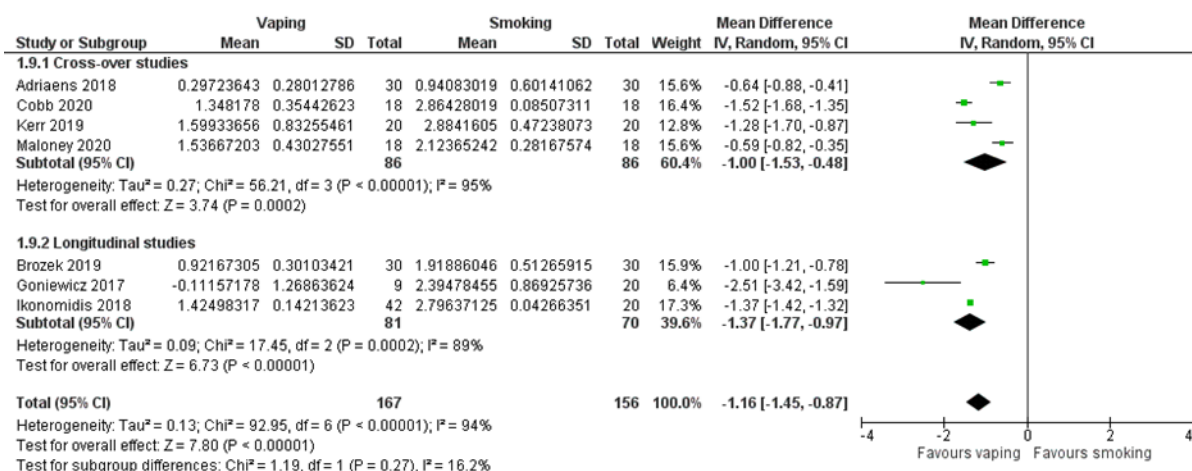 Vaping Smoking Mean Difference Mean Difference
Study or Subgroup Mean SD Total Mean SD Total Weight IV, Random, 95% CI IV, Random, 95% CI
1.9.1 Cross-over studies
Adriaens 2018 0.29723643 0.28012786 30 0.94083019 0.60141062 30 15.6% -0.64 [-0.88, -0.41]
Cobb 2020 1.348178 0.35442623 18 2.86428019 0.08507311 18 16.4% -1.52 [-1.68, -1.35]
Kerr 2019 1.59933656 0.83255461 20 2.8841605 0.47238073 20 12.8% -1.28 [-1.70, -0.87]
Maloney 2020 1.53667203 0.43027551 18 2.12365242 0.28167574 18 15.6% -0.59 [-0.82, -0.35]
Subtotal (95% CI) 86 86 60.4% -1.00 [-1.53, -0.48]
Heterogeneity: Tau² = 0.27; Chi² = 56.21, df = 3 (P < 0.00001); I² = 95%
Test for overall effect: Z = 3.74 (P = 0.0002)
1.9.2 Longitudinal studies
Brozek 2019 0.92167305 0.30103421 30 1.91886046 0.51265915 30 15.9% -1.00 [-1.21, -0.78]
Goniewicz 2017 -0.11157178 1.26863624 9 2.39478455 0.86925736 20 6.4% -2.51 [-3.42, -1.59]
Ikonomidis 2018 1.42498317 0.14213623 42 2.79637125 0.04266351 20 17.3% -1.37 [-1.42, -1.32]
Subtotal (95% CI) 81 70 39.6% -1.37 [-1.77, -0.97]
Heterogeneity: Tau² = 0.09; Chi² = 17.45, df = 2 (P = 0.0002); I² = 89%
Test for overall effect: Z = 6.73 (P < 0.00001)
Total (95% CI) 167 156 100.0% -1.16 [-1.45, -0.87]
Heterogeneity: Tau² = 0.13; Chi² = 92.95, df = 6 (P < 0.00001); I² = 94%
Test for overall effect: Z = 7.80 (P < 0.00001)
Test for subgroup differences: Chi² = 1.19, df = 1 (P = 0.27), I² = 16.2%
-4 -2 0 2 4
Favours vaping Favours smoking